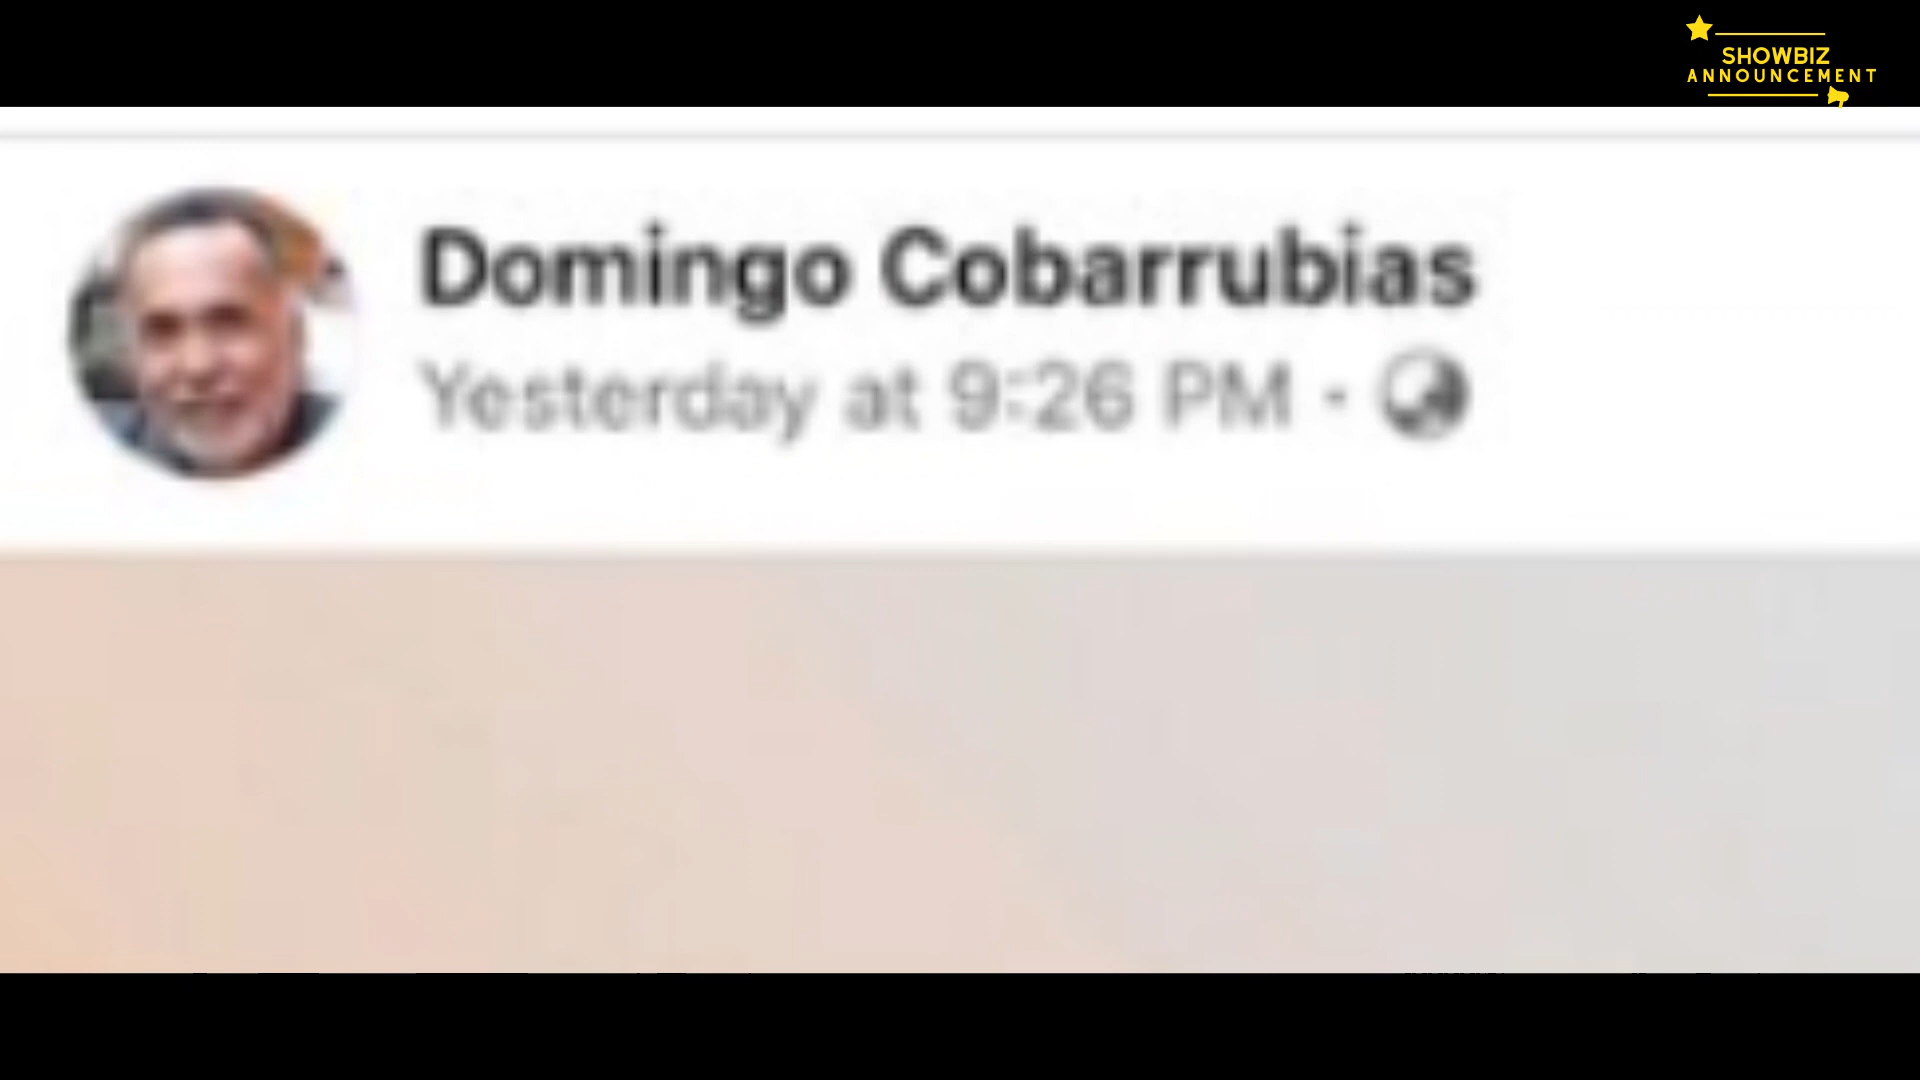 SHOWBIZ
ANNOUNCEMENT
Domingo Cobarrubias
Yesterday at 9:26 PM ·